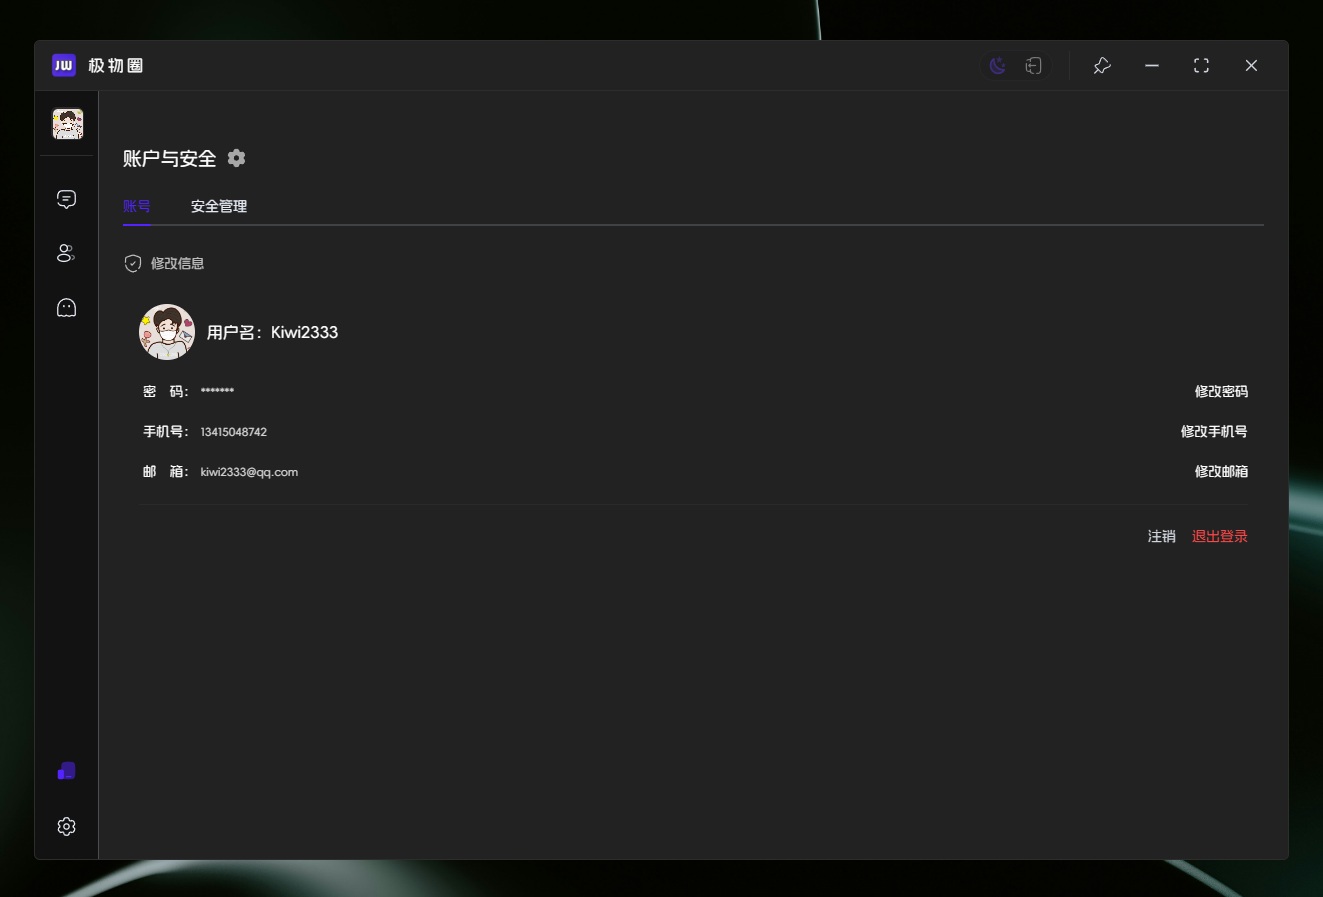 JW 极物圈
账户与安全
账号 安全管理
修改信息
用户名：Kiwi2333
密 码： ******* 修改密码
手机号： 13415048742 修改手机号
邮 箱： kiwi2333@qq.com 修改邮箱
注销 退出登录